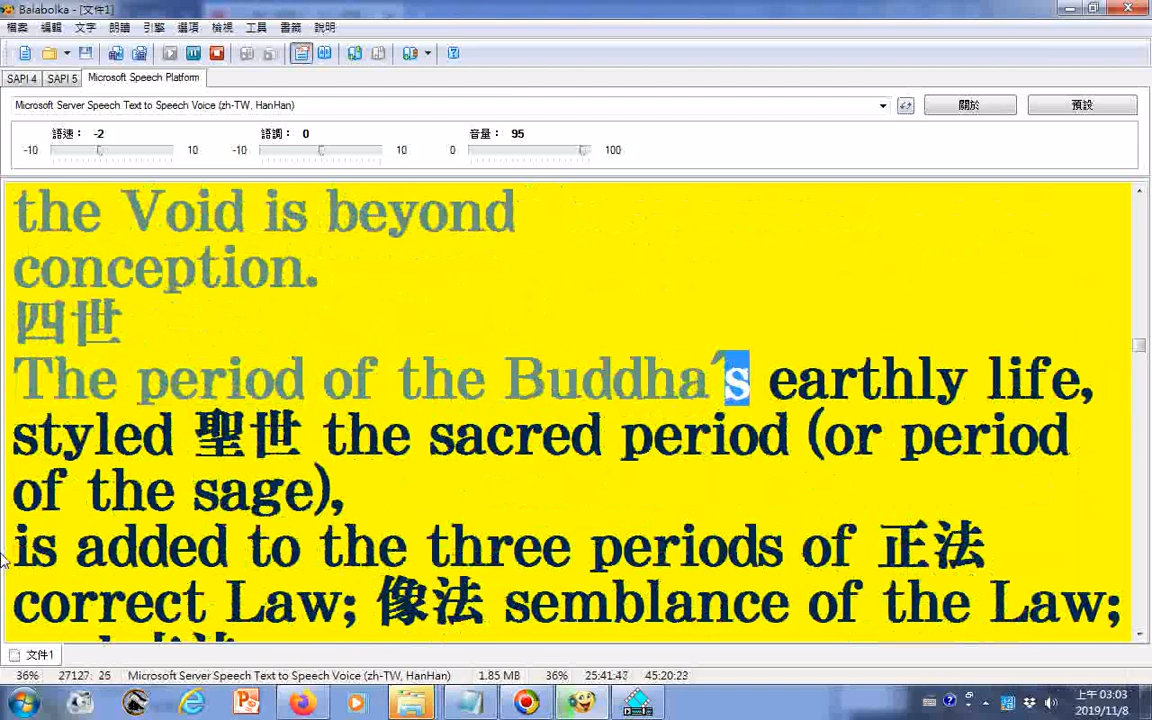 Balabolka - [文件1]
檔案 編輯 文字 朗讀 引擎 選項 檢視 工具 書籤 說明
SAPI 4 SAPI 5 Microsoft Speech Platform
Microsoft Server Speech Text to Speech Voice (zh-TW, HanHan) 關於 預設
語速： -2 語調： 0 音量： 95
-10 10 -10 10 0 100
the Void is beyond
conception.
四世
The period of the Buddha´s earthly life,
styled 聖世 the sacred period (or period
of the sage),
is added to the three periods of 正法
correct Law; 像法 semblance of the Law;
文件1
36% 27127: 25 Microsoft Server Speech Text to Speech Voice (zh-TW, HanHan) 1.85 MB 36% 25:41:47 45:20:23
上午 03:03
2019/11/8